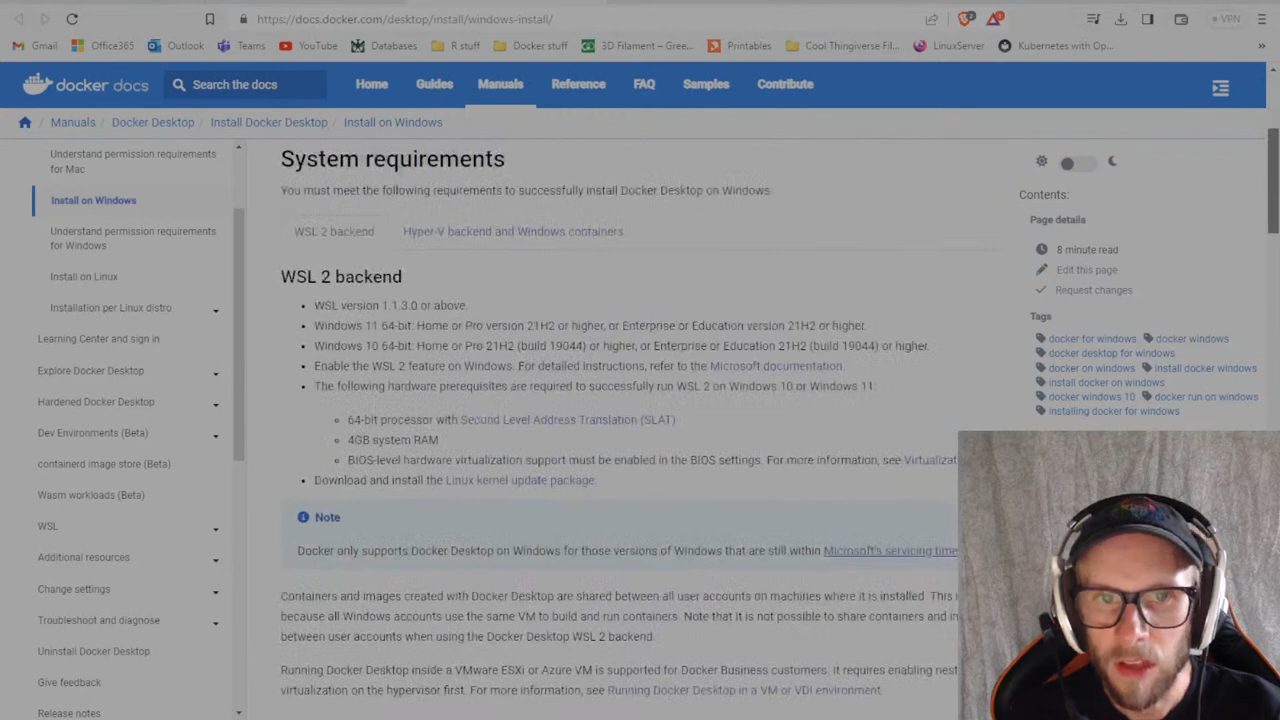 https://docs.docker.com/desktop/install/windows-install/
VPN
Gmail Office365 Outlook Teams YouTube Databases R stuff Docker stuff 3D Filament – Gree... Printables Cool Thingiverse Fil... LinuxServer Kubernetes with Op... »
docker docs Search the docs Home Guides Manuals Reference FAQ Samples Contribute
/ Manuals / Docker Desktop / Install Docker Desktop / Install on Windows
Understand permission requirements
for Mac
Install on Windows
Understand permission requirements
for Windows
Install on Linux
Installation per Linux distro
Learning Center and sign in
Explore Docker Desktop
Hardened Docker Desktop
Dev Environments (Beta)
containerd image store (Beta)
Wasm workloads (Beta)
WSL
Additional resources
Change settings
Troubleshoot and diagnose
Uninstall Docker Desktop
Give feedback
Release notes
System requirements
You must meet the following requirements to successfully install Docker Desktop on Windows
WSL 2 backend Hyper-V backend and Windows containers
WSL 2 backend
• WSL version 1.1.3.0 or above.
• Windows 11 64-bit: Home or Pro version 21H2 or higher, or Enterprise or Education version 21H2 or higher.
• Windows 10 64-bit: Home or Pro 21H2 (build 19044) or higher, or Enterprise or Education 21H2 (build 19044) or higher.
• Enable the WSL 2 feature on Windows. For detailed instructions, refer to the Microsoft documentation.
• The following hardware prerequisites are required to successfully run WSL 2 on Windows 10 or Windows 11:
64-bit processor with Second Level Address Translation (SLAT)
4GB system RAM
BIOS-level hardware virtualization support must be enabled in the BIOS settings. For more information, see
• Download and install the Linux kernel update package.
Note
Docker only supports Docker Desktop on Windows for those versions of Windows that are still within Microsoft's servicing
Containers and images created with Docker Desktop are shared between all user accounts on machines where it is installed. This
because all Windows accounts use the same VM to build and run containers. Note that it is not possible to share containers and
between user accounts when using the Docker Desktop WSL 2 backend.
Running Docker Desktop inside a VMware ESXi or Azure VM is supported for Docker Business customers. It requires enabling
virtualization on the hypervisor first. For more information, see Running Docker Desktop in a VM or VDI environment.
Contents:
Page details
8 minute read
Edit this page
Request changes
Tags
docker for windows docker windows
docker desktop for windows
docker on windows install docker windows
install docker on windows
docker windows 10 docker run on windows
installing docker for windows